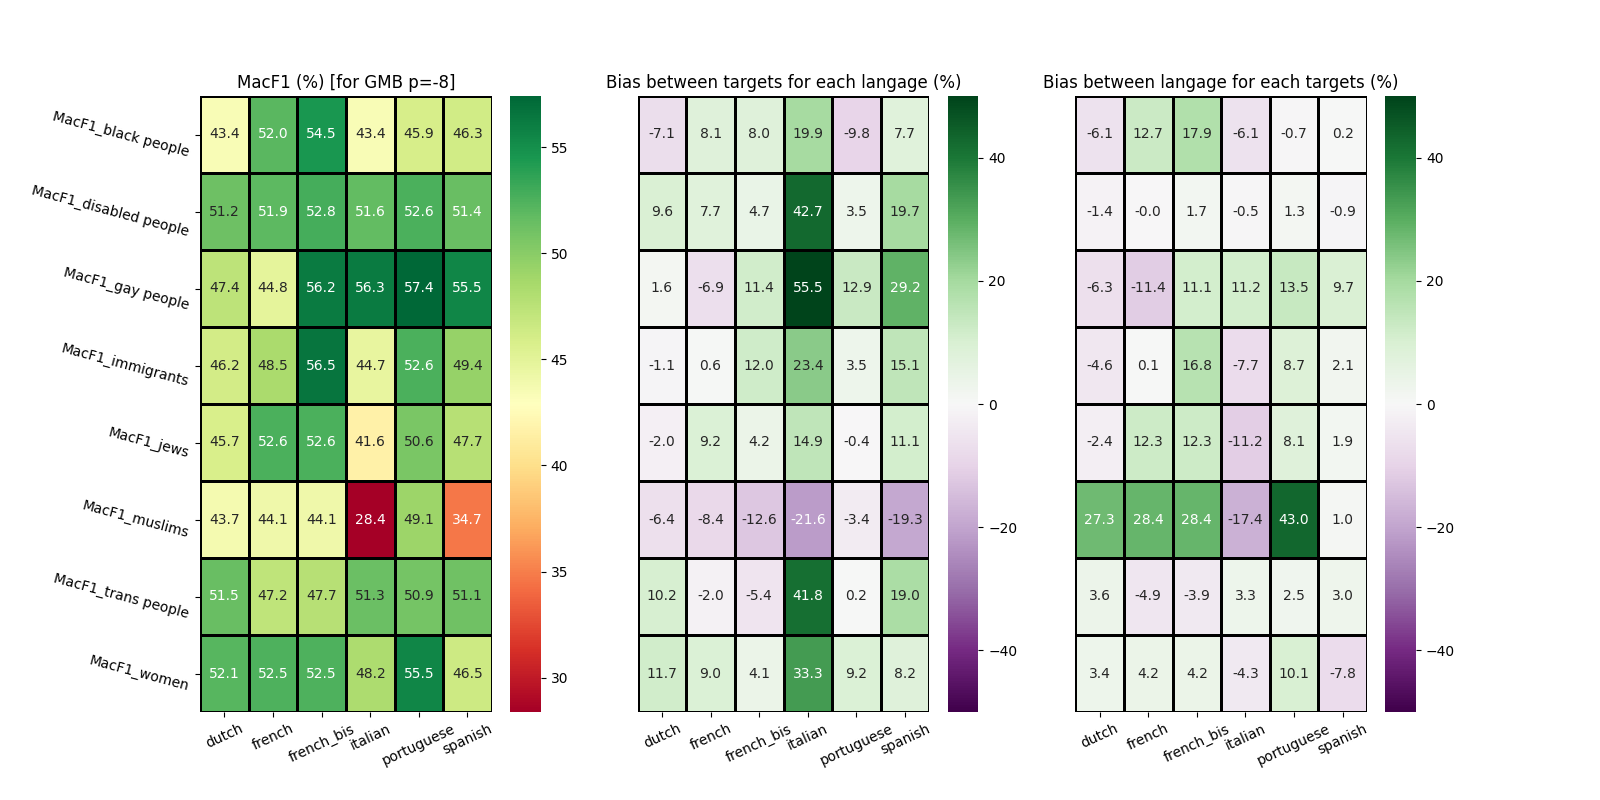 MacF1 (%) [for GMB p=-8]
Bias between targets for each langage (%)
Bias between langage for each targets (%)
MacF1_black people 43.4 52.0 54.5 43.4 45.9 46.3 -7.1 8.1 8.0 19.9 -9.8 7.7 -6.1 12.7 17.9 -6.1 -0.7 0.2
MacF1_disabled people 51.2 51.9 52.8 51.6 52.6 51.4 9.6 7.7 4.7 42.7 3.5 19.7 -1.4 -0.0 1.7 -0.5 1.3 -0.9
MacF1_gay people 47.4 44.8 56.2 56.3 57.4 55.5 1.6 -6.9 11.4 55.5 12.9 29.2 -6.3 -11.4 11.1 11.2 13.5 9.7
MacF1_immigrants 46.2 48.5 56.5 44.7 52.6 49.4 -1.1 0.6 12.0 23.4 3.5 15.1 -4.6 0.1 16.8 -7.7 8.7 2.1
MacF1_jews 45.7 52.6 52.6 41.6 50.6 47.7 -2.0 9.2 4.2 14.9 -0.4 11.1 -2.4 12.3 12.3 -11.2 8.1 1.9
MacF1_muslims 43.7 44.1 44.1 28.4 49.1 34.7 -6.4 -8.4 -12.6 -21.6 -3.4 -19.3 27.3 28.4 28.4 -17.4 43.0 1.0
MacF1_trans people 51.5 47.2 47.7 51.3 50.9 51.1 10.2 -2.0 -5.4 41.8 0.2 19.0 3.6 -4.9 -3.9 3.3 2.5 3.0
MacF1_women 52.1 52.5 52.5 48.2 55.5 46.5 11.7 9.0 4.1 33.3 9.2 8.2 3.4 4.2 4.2 -4.3 10.1 -7.8
dutch french french_bis italian portuguese spanish
dutch french french_bis italian portuguese spanish
dutch french french_bis italian portuguese spanish
55
50
45
40
35
30
40
20
0
−20
−40
40
20
0
−20
−40